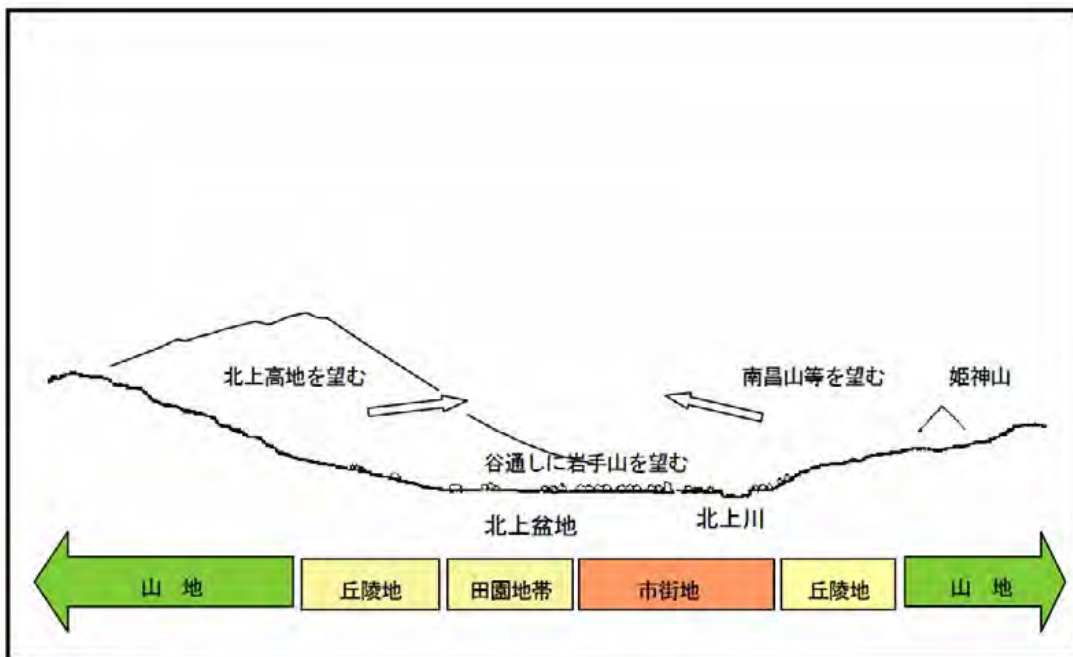 北上高地を望む
南昌山等を望む
姫神山
谷通しに岩手山を望む
北上盆地
北上川
山 地
丘陵地
田園地帯
市街地
丘陵地
山 地